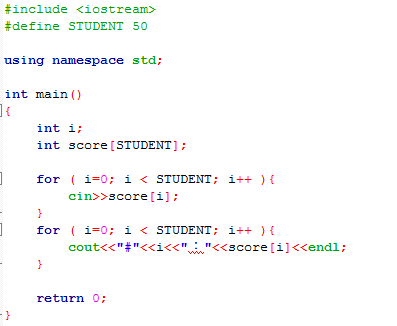 #include <iostream>
#define STUDENT 50
using namespace std;
int main()
{
int i;
int score[STUDENT];
for ( i=0; i < STUDENT; i++ ){
cin>>score[i];
}
for ( i=0; i < STUDENT; i++ ){
cout<<"#"<<i<<" : "<<score[i]<<endl;
}
return 0;
}